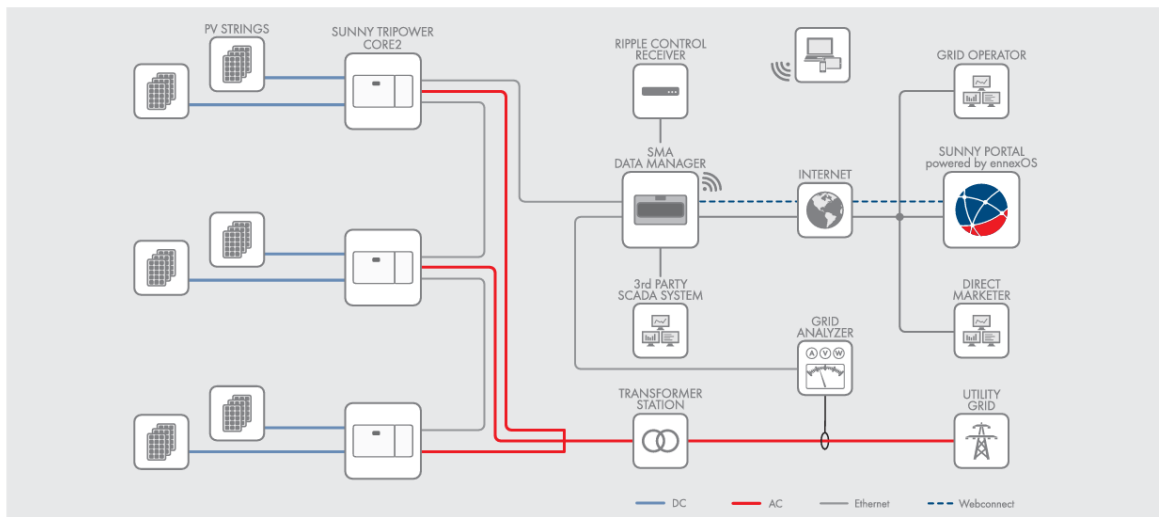 PV STRINGS
SUNNY TRIPOWER
CORE2
RIPPLE CONTROL
RECEIVER
GRID OPERATOR
SMA
DATA MANAGER
INTERNET
SUNNY PORTAL
powered by ennexOS
3rd PARTY
SCADA SYSTEM
DIRECT
MARKETER
GRID
ANALYZER
A V W
TRANSFORMER
STATION
UTILITY
GRID
DC
AC
Ethernet
Webconnect